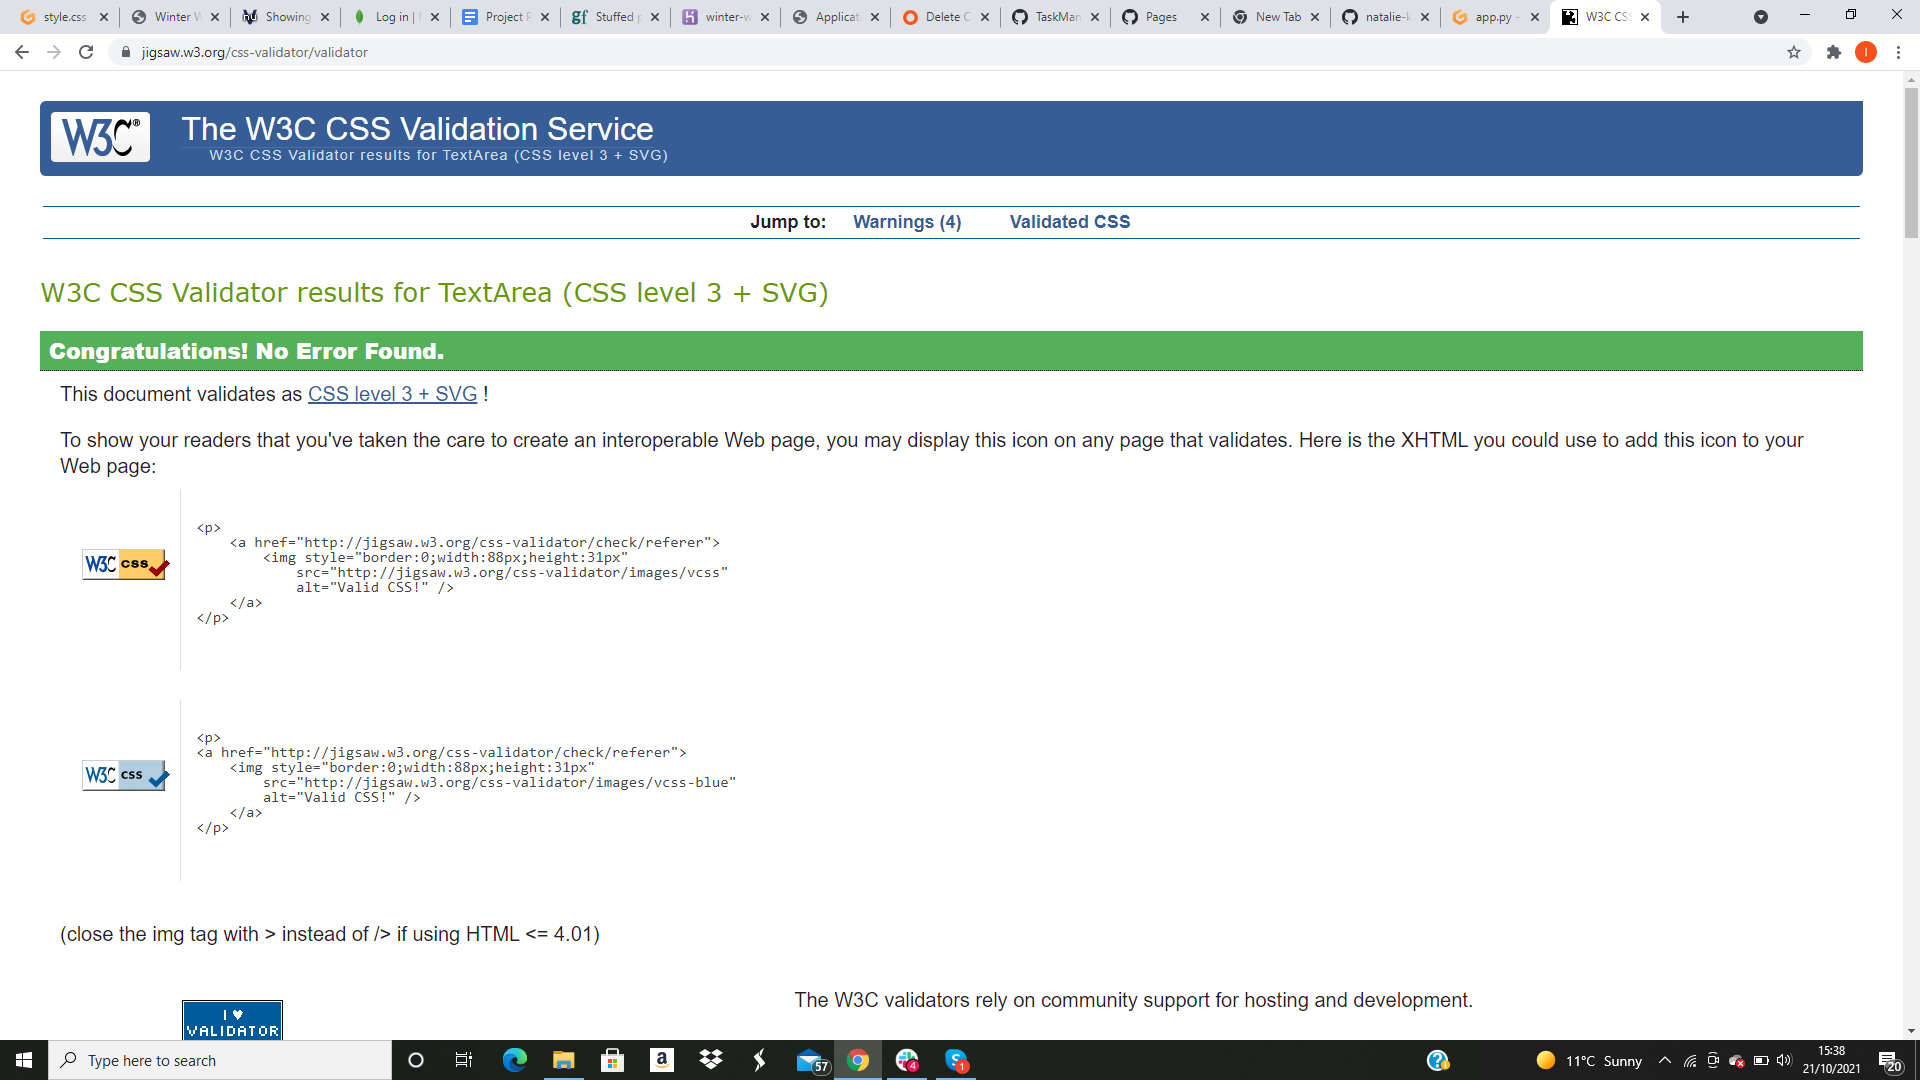 style.css
Winter W
Showing
Log in |
Project P
Stuffed p
winter-w
Applicati
Delete C
TaskMan
Pages
New Tab
natalie-k
app.py -
W3C CSS
jigsaw.w3.org/css-validator/validator
I
W3C®
The W3C CSS Validation Service
W3C CSS Validator results for TextArea (CSS level 3 + SVG)
Jump to: Warnings (4) Validated CSS
W3C CSS Validator results for TextArea (CSS level 3 + SVG)
Congratulations! No Error Found.
This document validates as CSS level 3 + SVG !
To show your readers that you've taken the care to create an interoperable Web page, you may display this icon on any page that validates. Here is the XHTML you could use to add this icon to your
Web page:
W3C css
<p>
<a href="http://jigsaw.w3.org/css-validator/check/referer">
<img style="border:0;width:88px;height:31px"
src="http://jigsaw.w3.org/css-validator/images/vcss"
alt="Valid CSS!" />
</a>
</p>
W3C css
<p>
<a href="http://jigsaw.w3.org/css-validator/check/referer">
<img style="border:0;width:88px;height:31px"
src="http://jigsaw.w3.org/css-validator/images/vcss-blue"
alt="Valid CSS!" />
</a>
</p>
(close the img tag with > instead of /> if using HTML <= 4.01)
I ♥
VALIDATOR
The W3C validators rely on community support for hosting and development.
Type here to search
57
4
1
11°C Sunny
15:38
21/10/2021
20